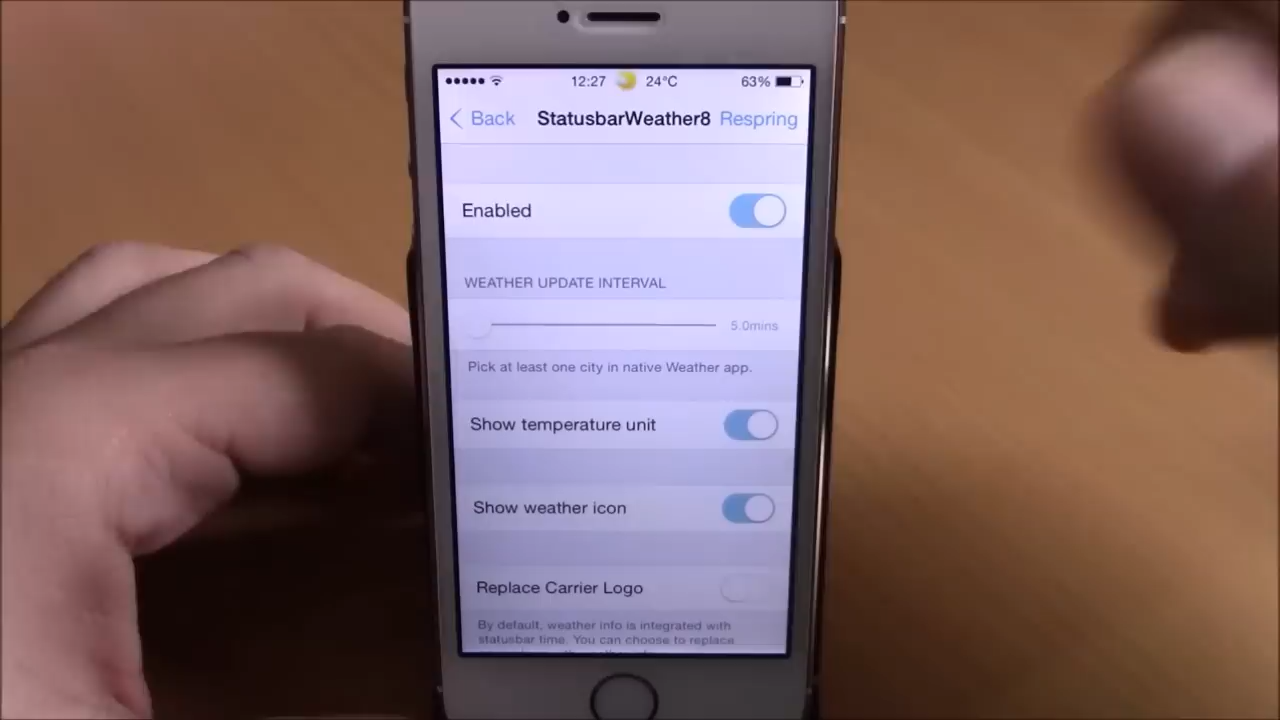 12:27 24°C 63%
Back StatusbarWeather8 Respring
Enabled
WEATHER UPDATE INTERVAL
5.0mins
Pick at least one city in native Weather app.
Show temperature unit
Show weather icon
Replace Carrier Logo
By default, weather info is integrated with
statusbar time. You can choose to replace